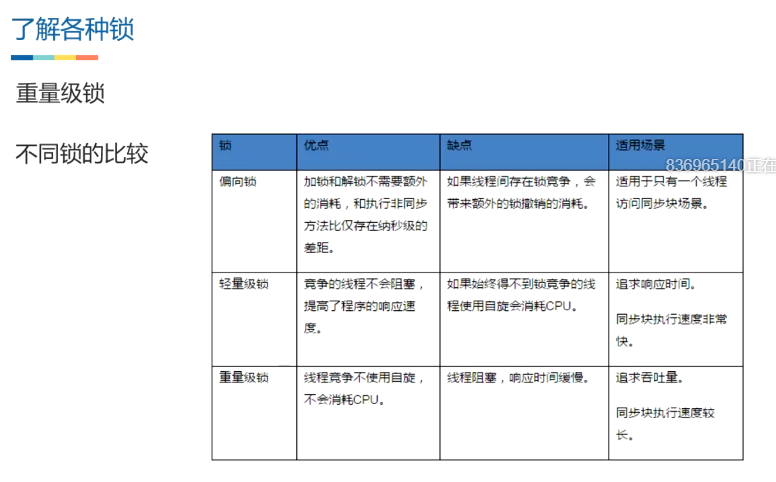 了解各种锁
重量级锁
不同锁的比较
锁 优点 缺点 适用场景
836965140正在
偏向锁 加锁和解锁不需要额外 如果线程间存在锁竞争，会 适用于只有一个线程
的消耗，和执行非同步 带来额外的锁撤销的消耗。 访问同步块场景。
方法比仅存在纳秒级的
差距。
轻量级锁 竞争的线程不会阻塞， 如果始终得不到锁竞争的线 追求响应时间。
提高了程序的响应速 程使用自旋会消耗CPU。 同步块执行速度非常
度。 快。
重量级锁 线程竞争不使用自旋， 线程阻塞，响应时间缓慢。 追求吞吐量。
不会消耗CPU。 同步块执行速度较
长。